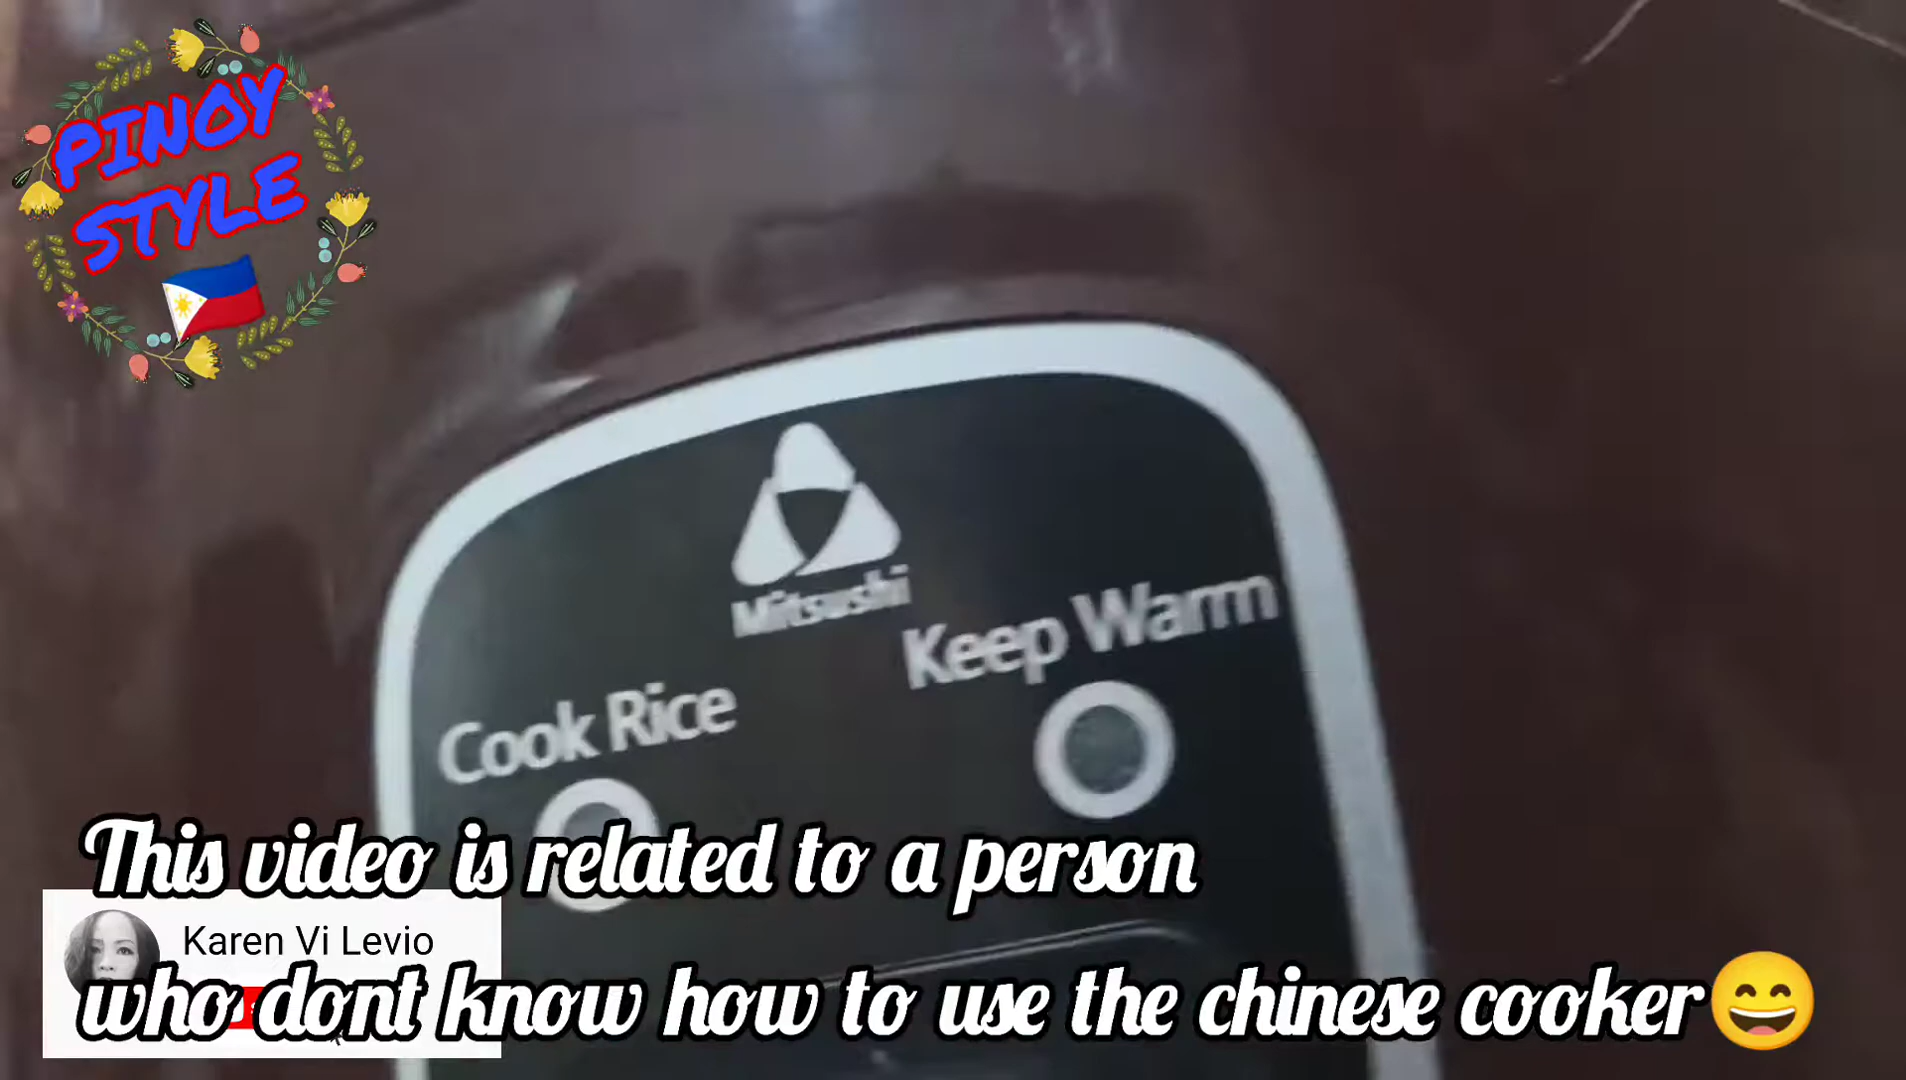 PINOY
STYLE
Mitsushi
Keep Warm
Cook Rice
This video is related to a person
Karen Vi Levio
who dont know how to use the chinese cooker